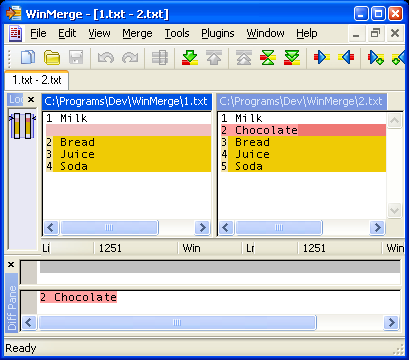 WinMerge - [1.txt - 2.txt]
File Edit View Merge Tools Plugins Window Help
1.txt - 2.txt
C:\Programs\Dev\WinMerge\1.txt C:\Programs\Dev\WinMerge\2.txt
1 Milk
2 Bread
3 Juice
4 Soda
1 Milk
2 Chocolate
3 Bread
4 Juice
5 Soda
Li 1251 Win Lr 1251 Win
Diff Pane
2 Chocolate
Ready